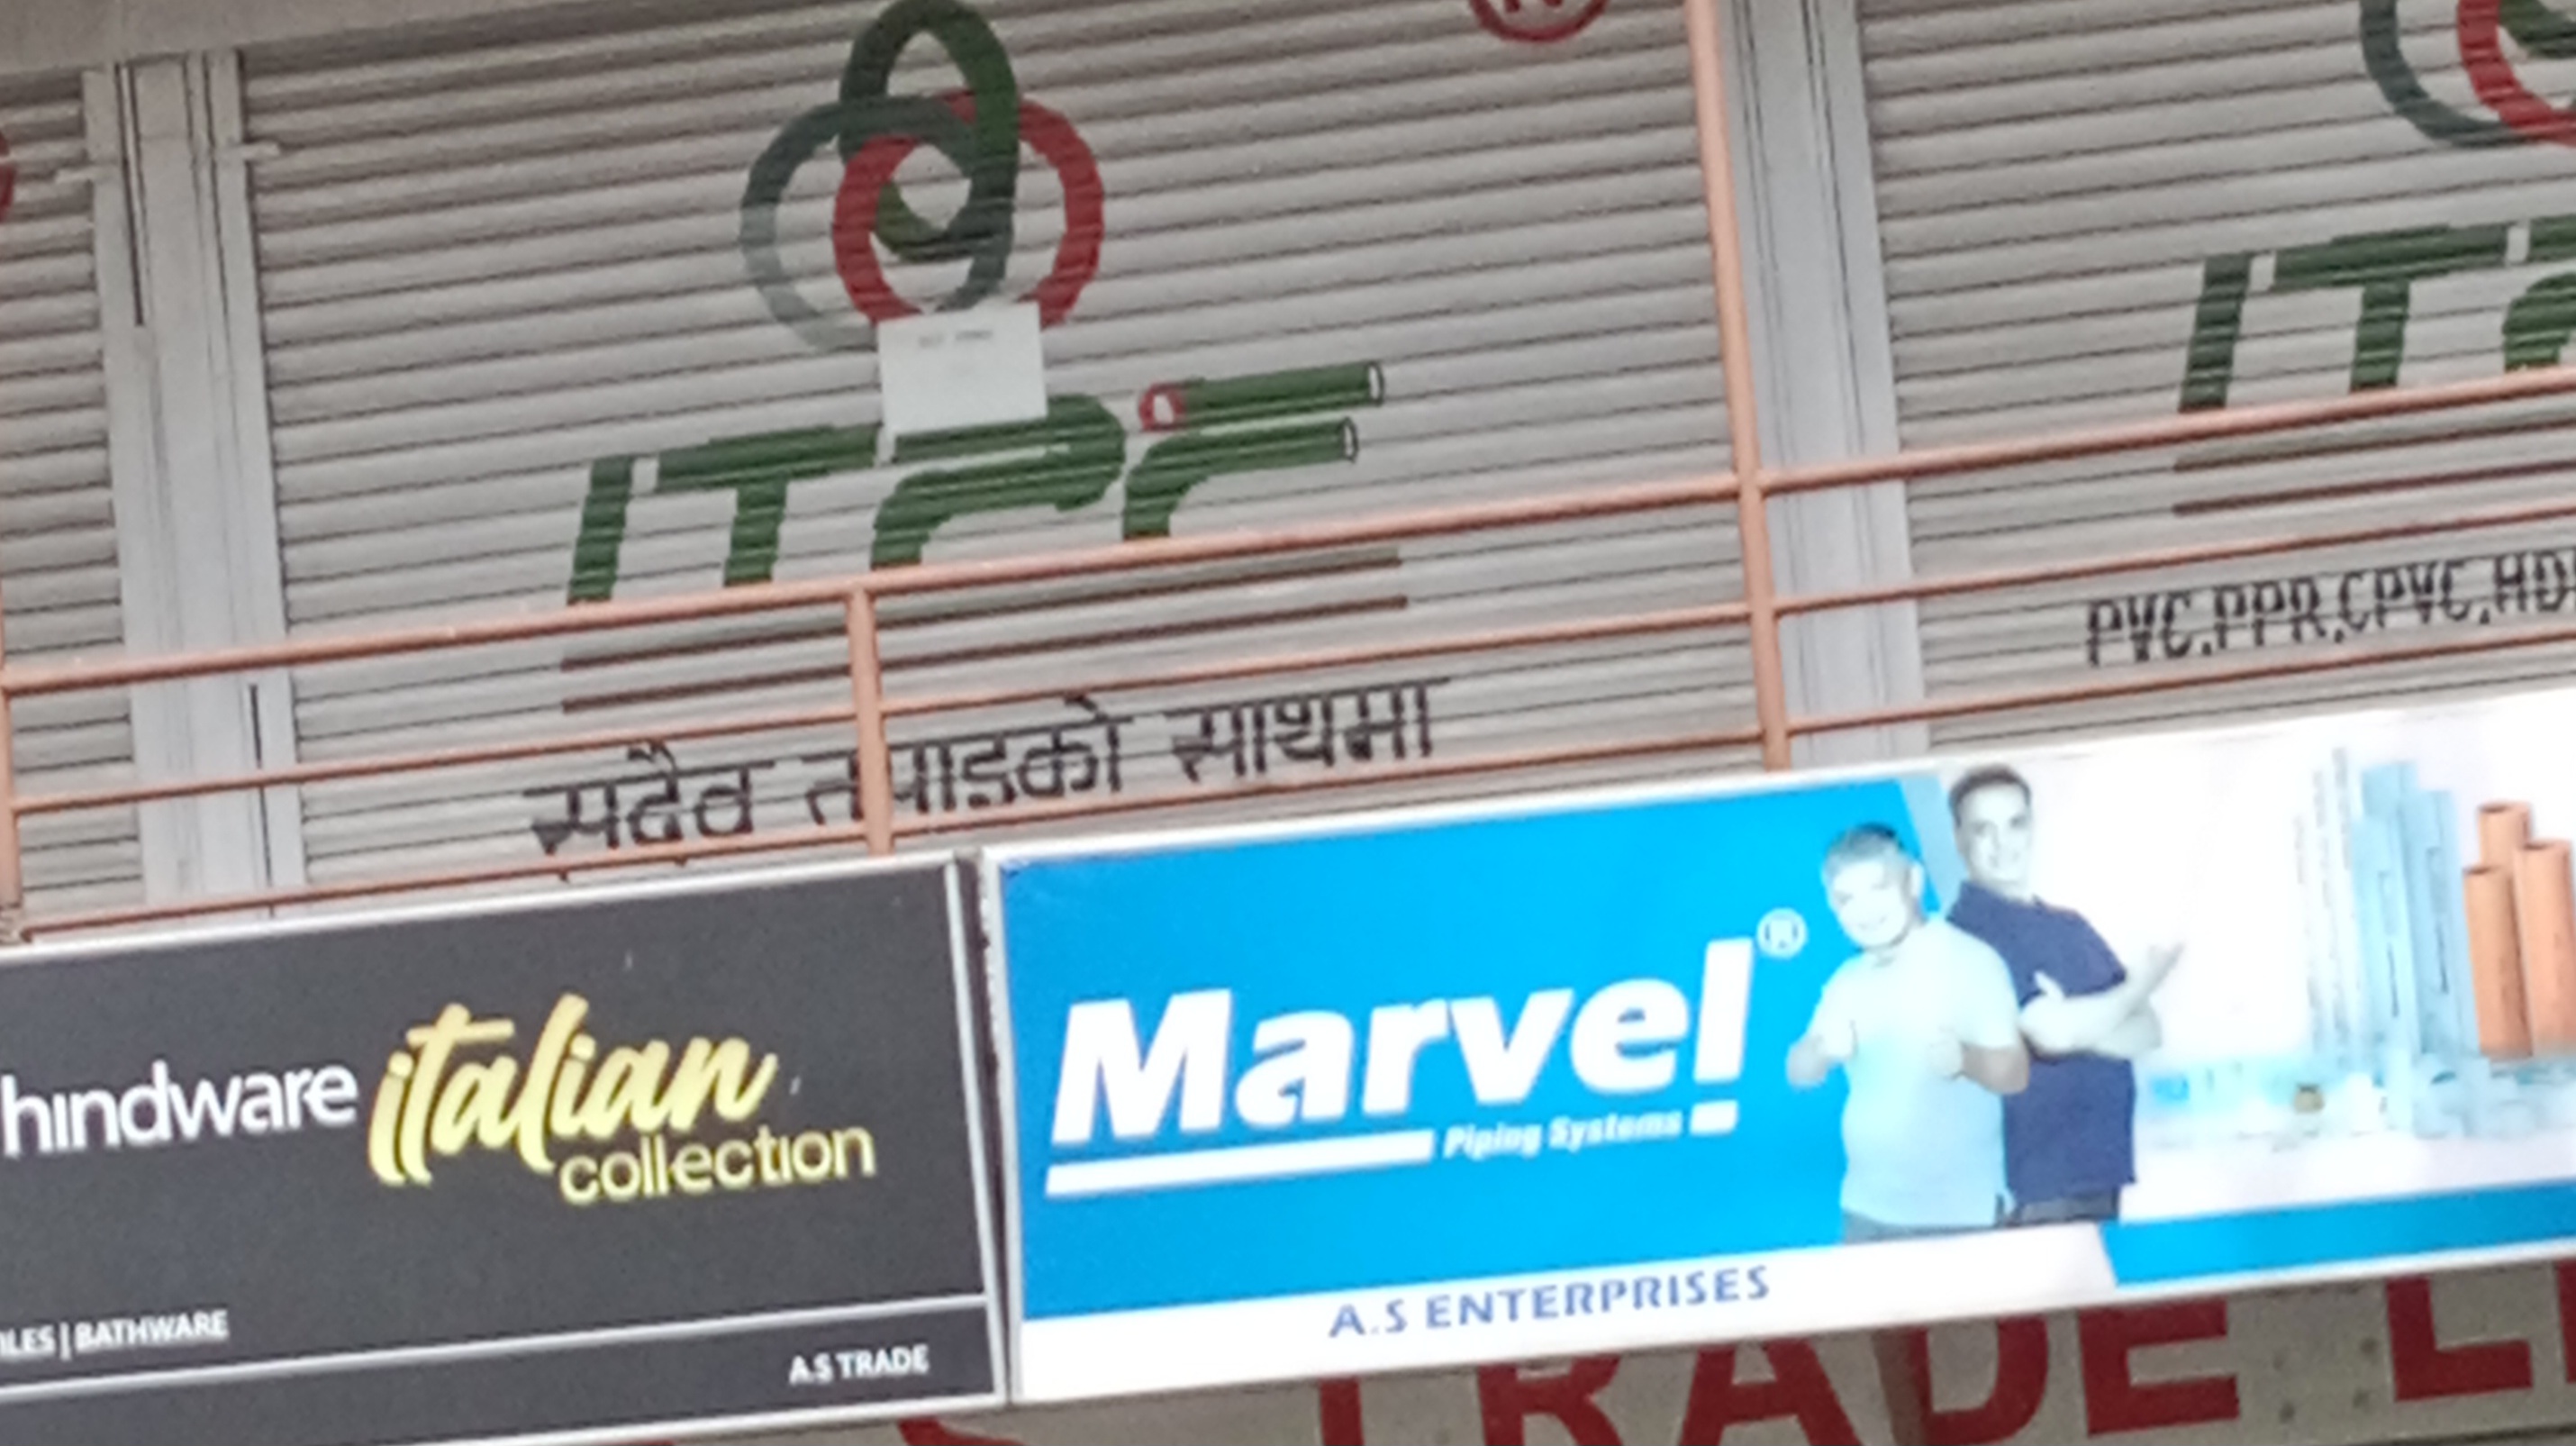 ITPF
PVC,PPR,CPVC,HD
सदैव तपाइको साथमा
hindware italian
collection
Marvel®
Piping Systems
ILES | BATHWARE
A.S TRADE
A.S ENTERPRISES
TRADE